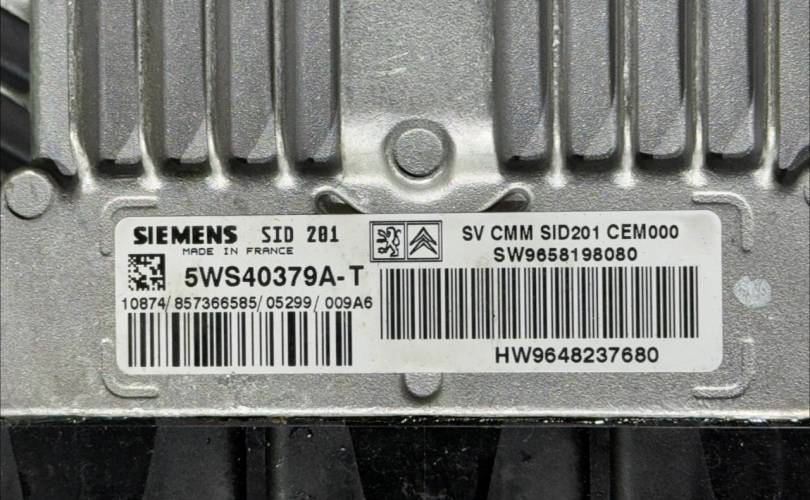 SIEMENS SID 201
MADE IN FRANCE
5WS40379A-T
10874/857366585/05299/009A6
SV CMM SID201 CEM000
SW9658198080
HW9648237680